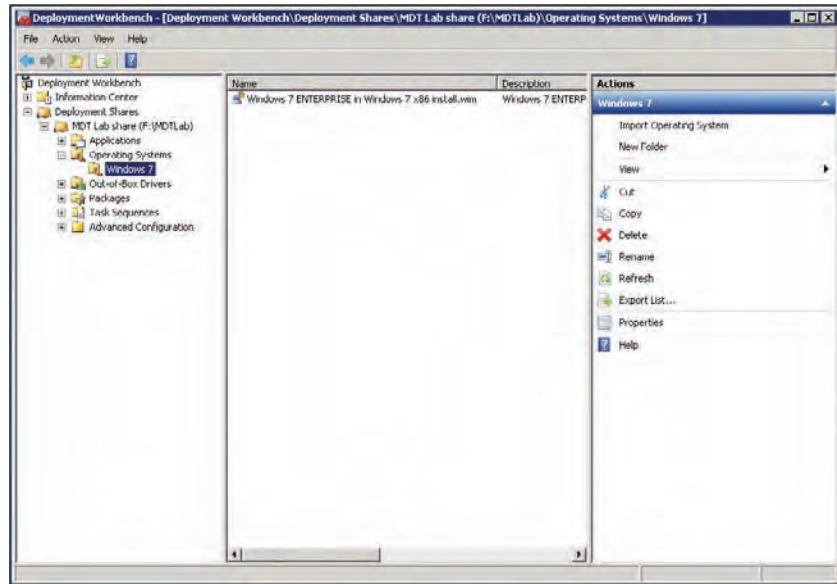 DeploymentWorkbench - [Deployment Workbench\Deployment Shares\MDT Lab share (F:\MDTLab)\Operating Systems\Windows 7]
File Action View Help
Deployment Workbench
Information Center
Deployment Shares
MDT Lab share (F:\MDTLab)
Applications
Operating Systems
Windows 7
Out-of-Box Drivers
Packages
Task Sequences
Advanced Configuration
Name Description
Windows 7 ENTERPRISE in Windows 7 x86 install.wim Windows 7 ENTERP
Actions
Windows 7
Import Operating System
New Folder
View
Cut
Copy
Delete
Rename
Refresh
Export List...
Properties
Help